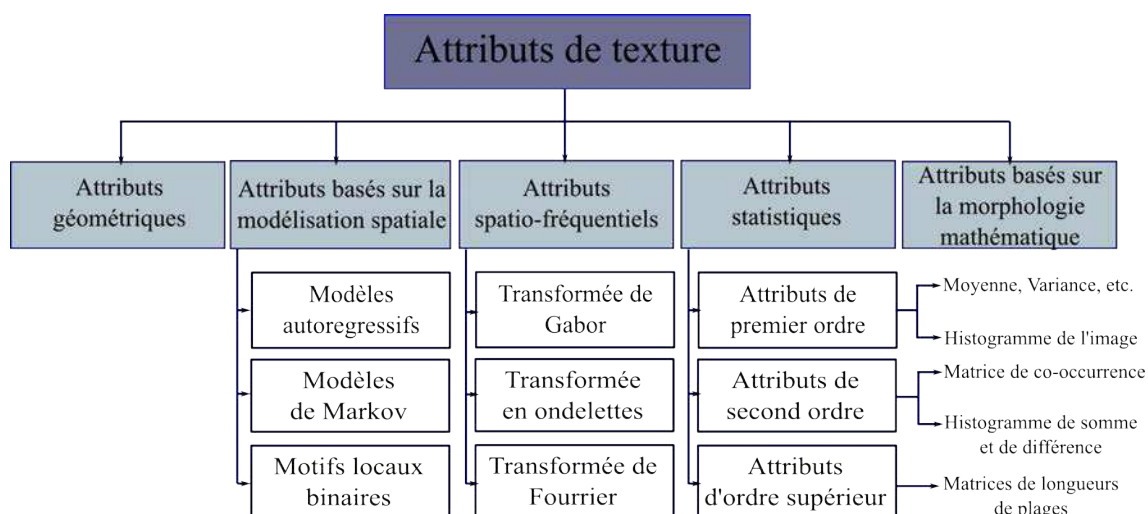 Attributs de texture
Attributs
géométriques
Attributs basés sur la
modélisation spatiale
Attributs
spatio-fréquentiels
Attributs
statistiques
Attributs basés sur
la morphologie
mathématique
Modèles
autoregressifs
Modèles
de Markov
Motifs locaux
binaires
Transformée de
Gabor
Transformée
en ondelettes
Transformée de
Fourrier
Attributs de
premier ordre
Attributs de
second ordre
Attributs
d'ordre supérieur
Moyenne, Variance, etc.
Histogramme de l'image
Matrice de co-occurrence
Histogramme de somme
et de différence
Matrices de longueurs
de plages